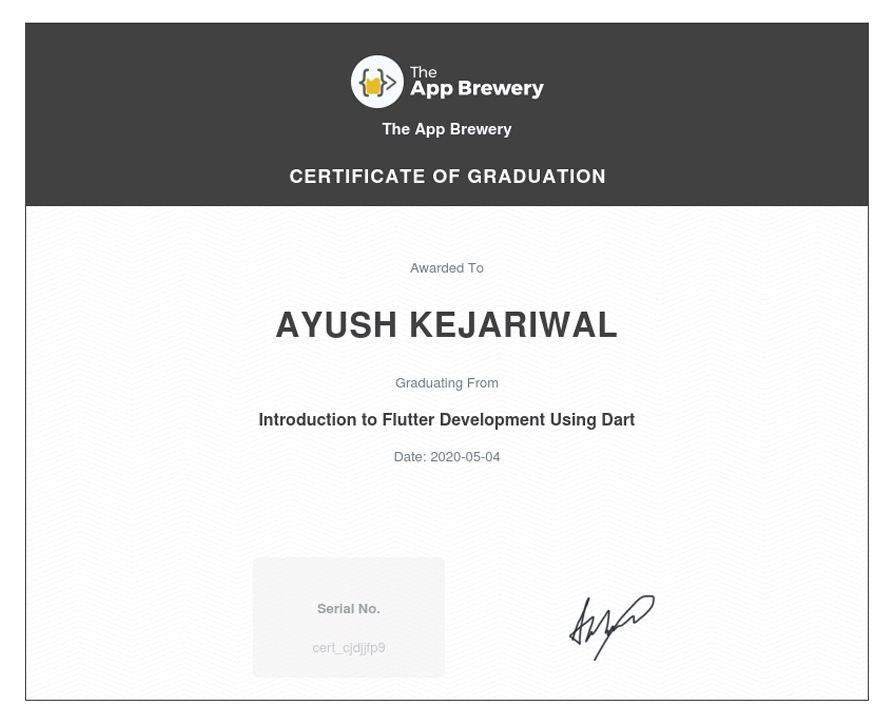 The
App Brewery
The App Brewery
CERTIFICATE OF GRADUATION
Awarded To
AYUSH KEJARIWAL
Graduating From
Introduction to Flutter Development Using Dart
Date: 2020-05-04
Serial No.
cert_cjdjjfp9